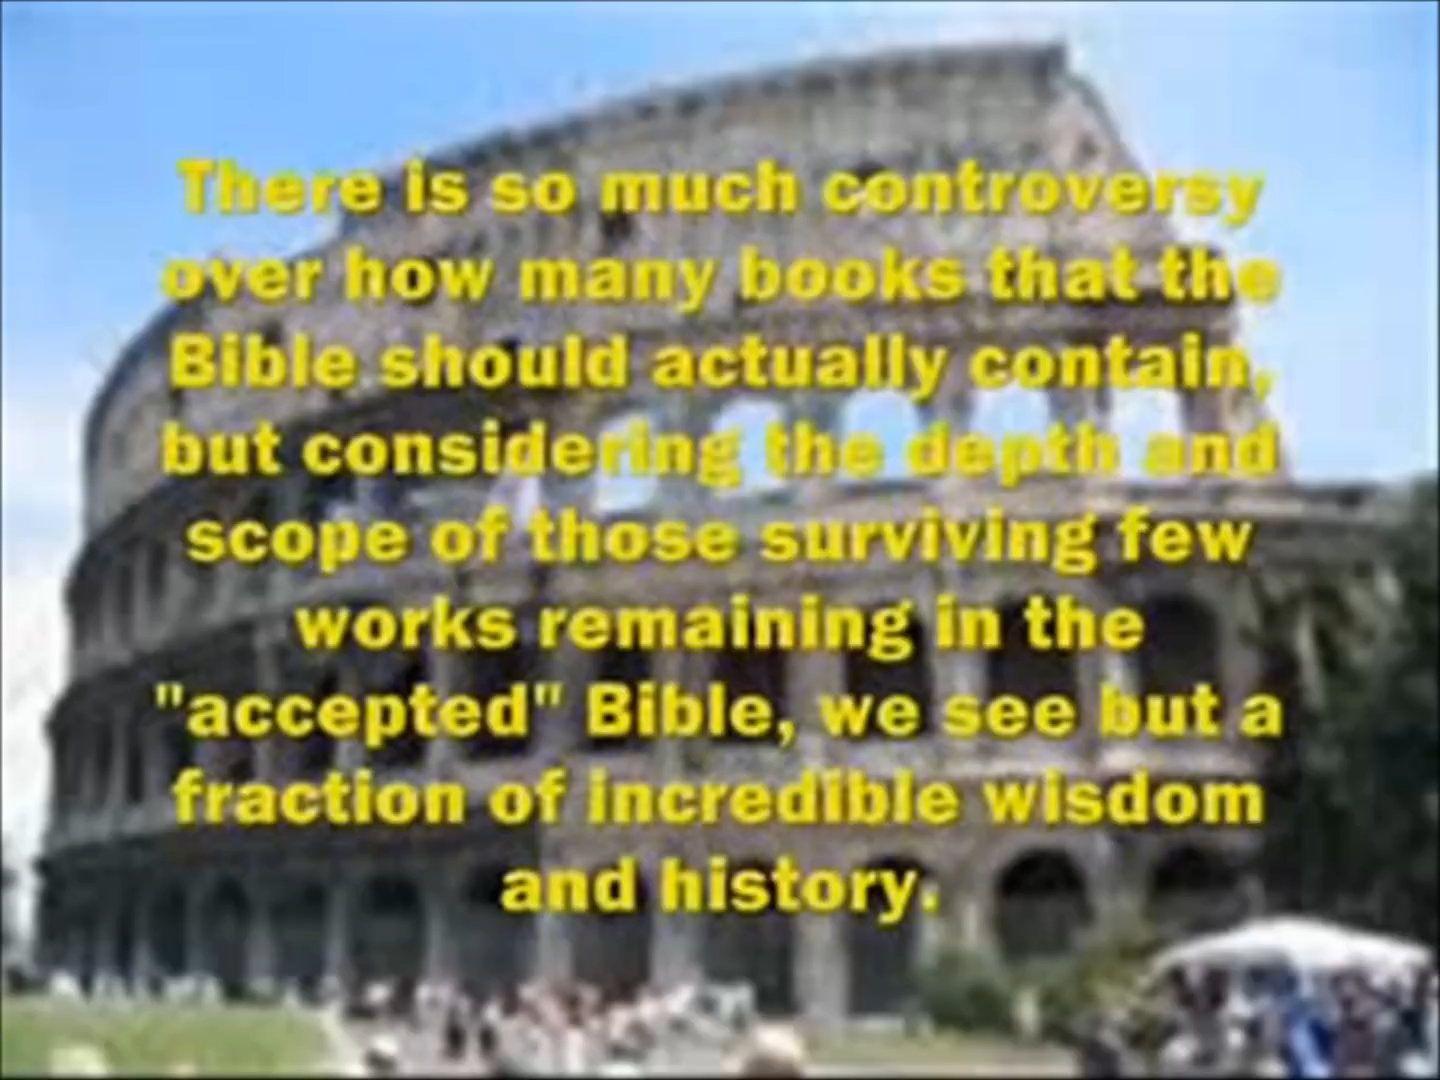 There is so much controversy
over how many books that the
Bible should actually contain,
but considering the depth and
scope of those surviving few
works remaining in the
"accepted" Bible, we see but a
fraction of incredible wisdom
and history.